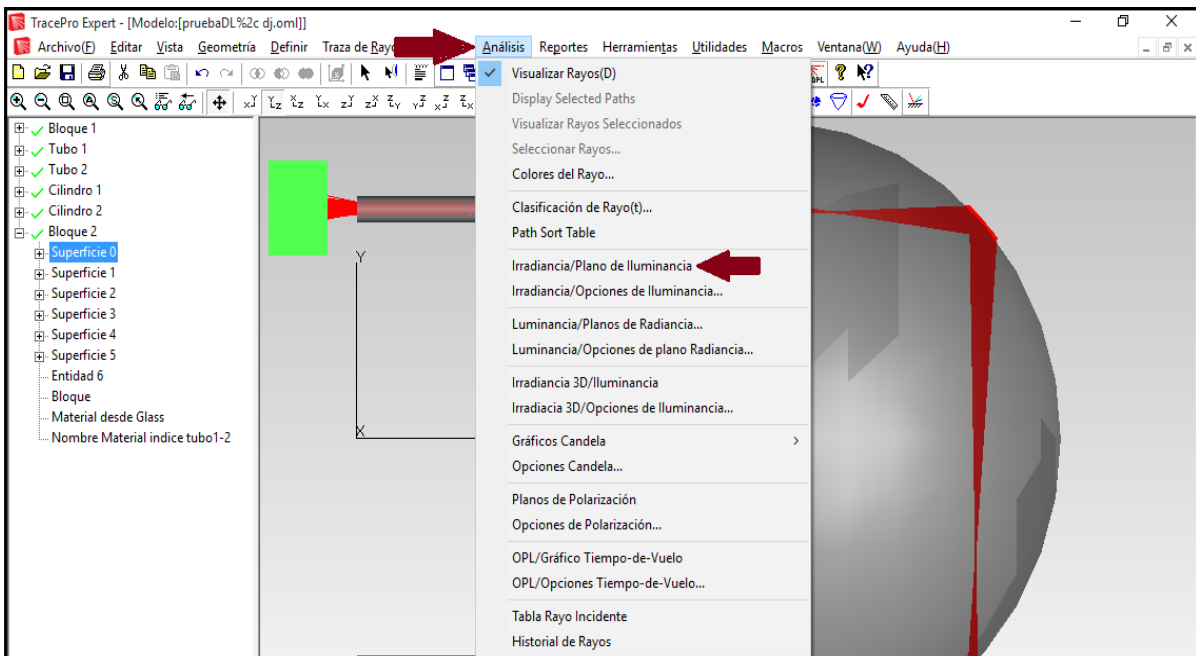 TracePro Expert - [Modelo:[pruebaDL%2c dj.oml]]
Archivo(F) Editar Vista Geometría Definir Traza de Rayo Análisis Reportes Herramientas Utilidades Macros Ventana(W) Ayuda(H)
Bloque 1
Tubo 1
Tubo 2
Cilindro 1
Cilindro 2
Bloque 2
Superficie 0
Superficie 1
Superficie 2
Superficie 3
Superficie 4
Superficie 5
Entidad 6
Bloque
Material desde Glass
Nombre Material indice tubo1-2
Y
X
Visualizar Rayos(D)
Display Selected Paths
Visualizar Rayos Seleccionados
Seleccionar Rayos...
Colores del Rayo...
Clasificación de Rayo(t)...
Path Sort Table
Irradiancia/Plano de Iluminancia
Irradiancia/Opciones de Iluminancia...
Luminancia/Planos de Radiancia...
Luminancia/Opciones de plano Radiancia...
Irradiancia 3D/Iluminancia
Irradiacia 3D/Opciones de Iluminancia...
Gráficos Candela
Opciones Candela...
Planos de Polarización
Opciones de Polarización...
OPL/Gráfico Tiempo-de-Vuelo
OPL/Opciones Tiempo-de-Vuelo...
Tabla Rayo Incidente
Historial de Rayos